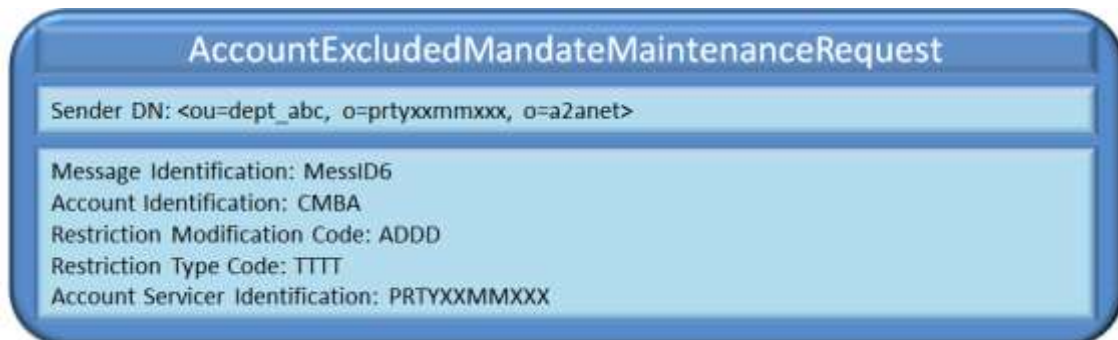 AccountExcludedMandateMaintenanceRequest
Sender DN: <ou=dept_abc, o=prtyxxmmxxx, o=a2anet>
Message Identification: MessID6
Account Identification: CMBA
Restriction Modification Code: ADDD
Restriction Type Code: TTTT
Account Servicer Identification: PRTYXXMMXXX